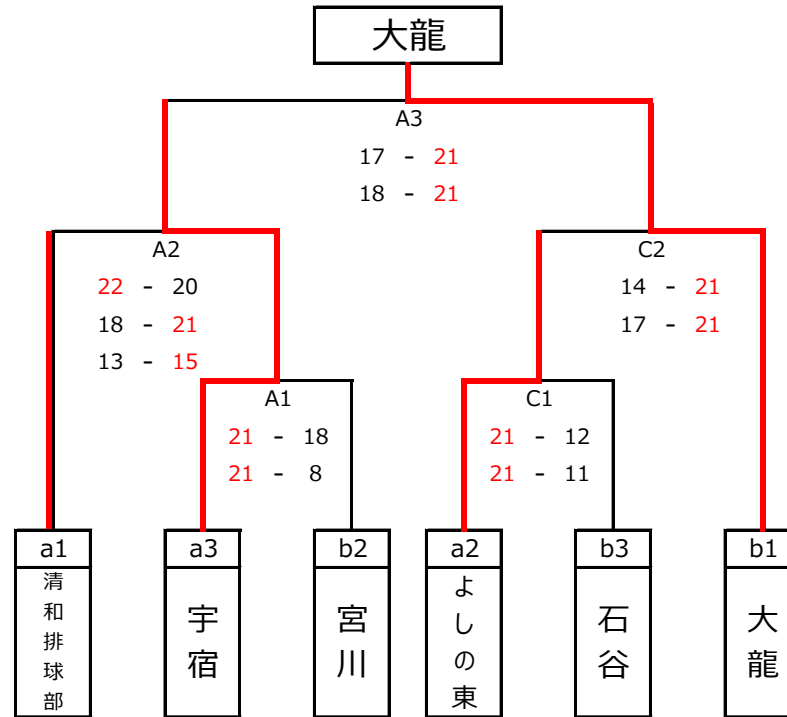 大龍
A3
17 - 21
18 - 21
A2
C2
22 - 20
14 - 21
18 - 21
17 - 21
13 - 15
A1
C1
21 - 18
21 - 12
21 - 8
21 - 11
a1
a3
b2
a2
b3
b1
清和排球部
宇宿
宮川
よしの東
石谷
大龍